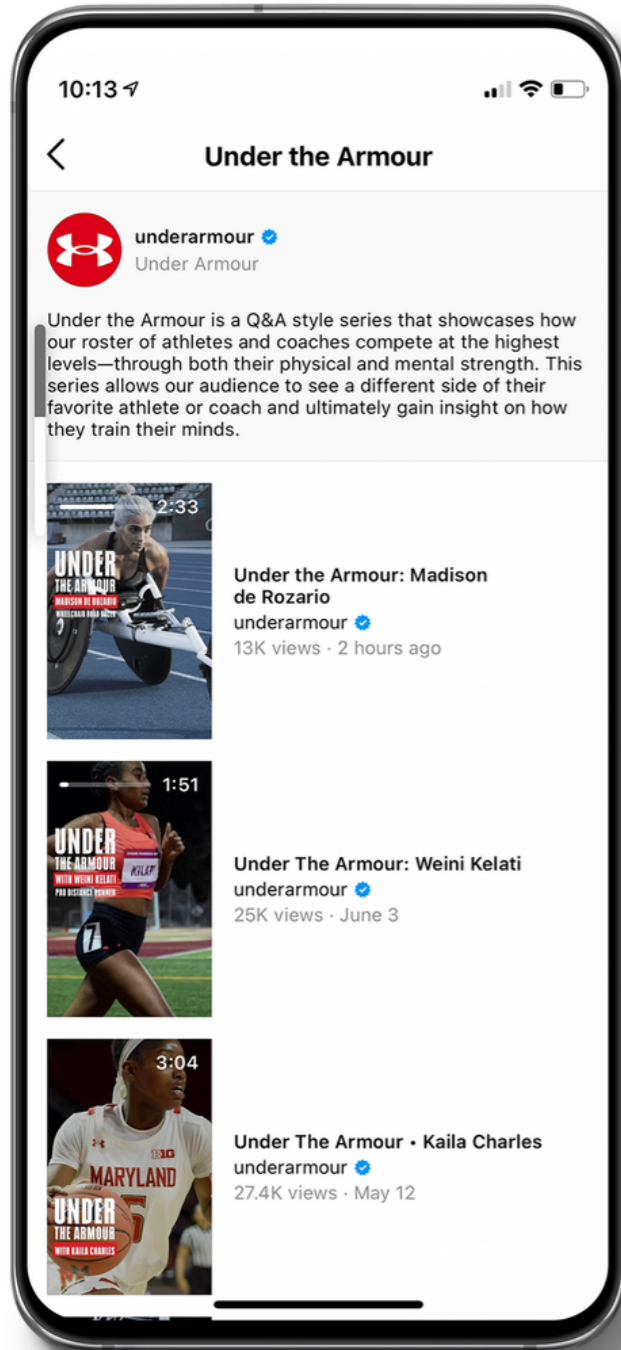 10:13
Under the Armour
underarmour
Under Armour
Under the Armour is a Q&A style series that showcases how
our roster of athletes and coaches compete at the highest
levels—through both their physical and mental strength. This
series allows our audience to see a different side of their
favorite athlete or coach and ultimately gain insight on how
they train their minds.
2:33
UNDER
THE ARMOUR
MADISON DE ROZARIO
WHEELCHAIR ROAD RACER
Under the Armour: Madison
de Rozario
underarmour
13K views · 2 hours ago
1:51
UNDER
THE ARMOUR
WITH WEINI KELATI
PRO DISTANCE RUNNER
7
Under The Armour: Weini Kelati
underarmour
25K views · June 3
3:04
B1G
MARYLAND
5
UNDER
THE ARMOUR
WITH KAILA CHARLES
Under The Armour • Kaila Charles
underarmour
27.4K views · May 12